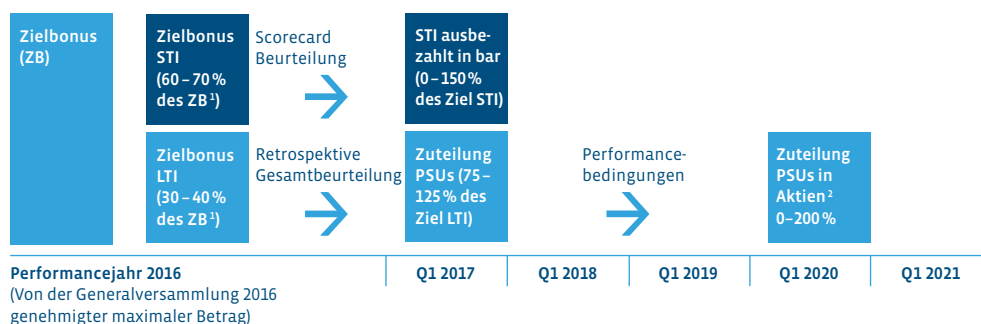 Zielbonus
(ZB)
Zielbonus
STI
(60 – 70 %
des ZB ¹)
Scorecard
Beurteilung
STI ausbe-
zahlt in bar
(0 – 150 %
des Ziel STI)
Zielbonus
LTI
(30 – 40 %
des ZB ¹)
Retrospektive
Gesamtbeurteilung
Zuteilung
PSUs (75 –
125 % des
Ziel LTI)
Performance-
bedingungen
Zuteilung
PSUs in
Aktien ²
0–200 %
Performancejahr 2016
(Von der Generalversammlung 2016
genehmigter maximaler Betrag)
Q1 2017
Q1 2018
Q1 2019
Q1 2020
Q1 2021